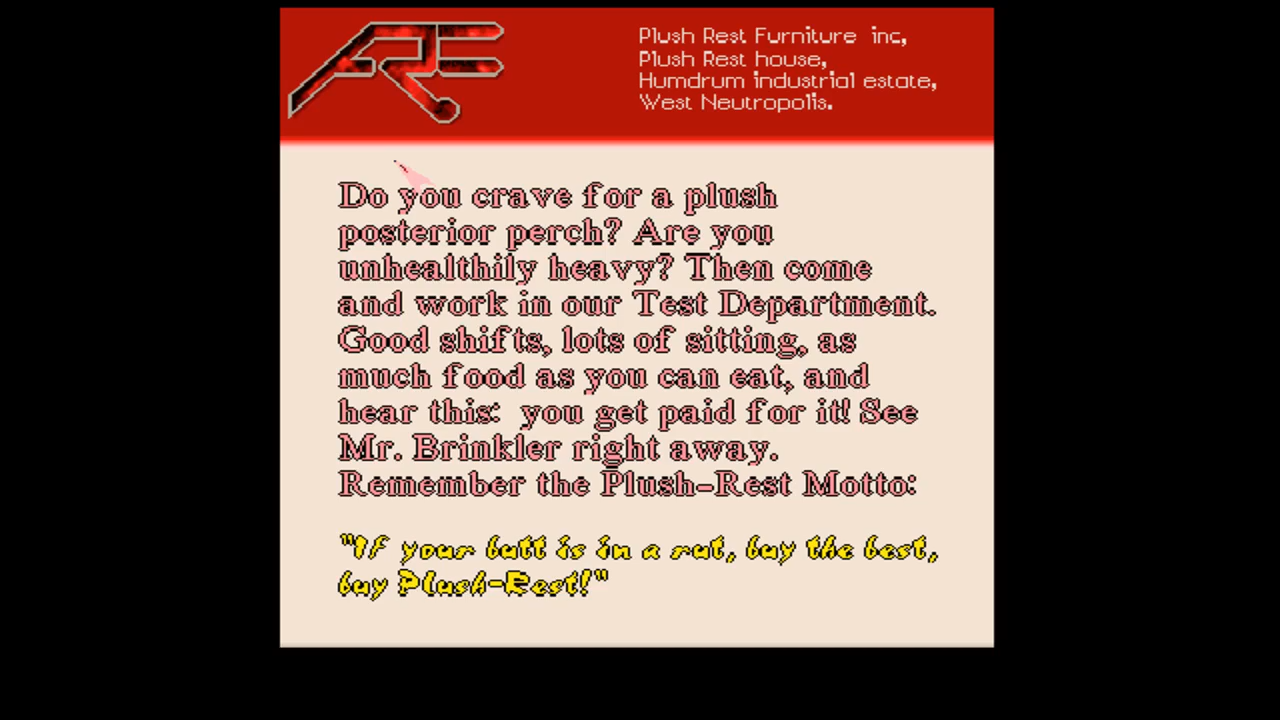 Plush Rest Furniture inc,
Plush Rest house,
Humdrum industrial estate,
West Neutropolis.
Do you crave for a plush
posterior perch? Are you
unhealthily heavy? Then come
and work in our Test Department.
Good shifts, lots of sitting, as
much food as you can eat, and
hear this: you get paid for it! See
Mr. Brinkler right away.
Remember the Plush-Rest Motto:
"If your butt is in a rut, buy the best,
buy Plush-Rest!"